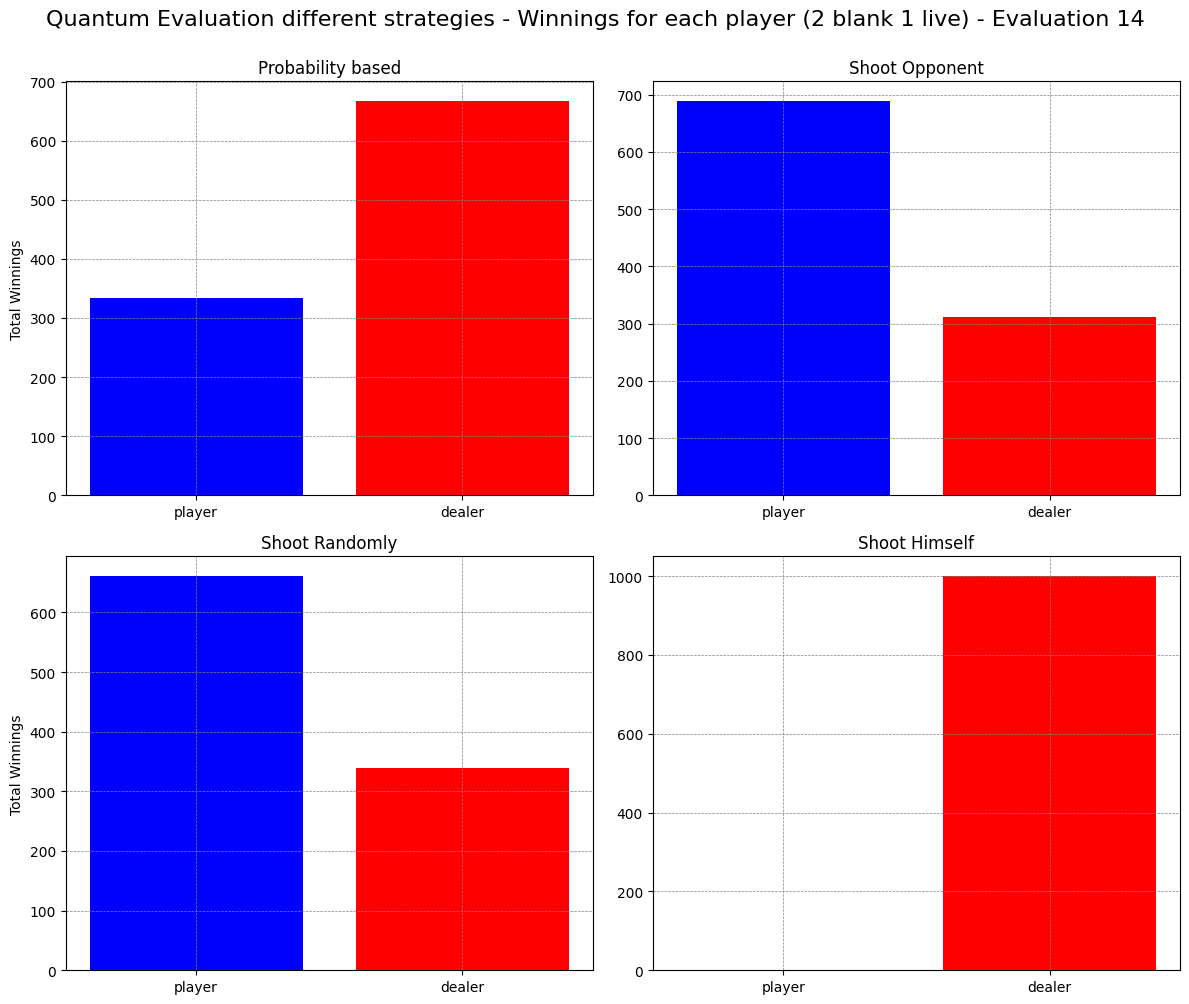 Quantum Evaluation different strategies - Winnings for each player (2 blank 1 live) - Evaluation 14
Probability based
700
600
500
400
300
200
100
0
Total Winnings
player
dealer
Shoot Opponent
700
600
500
400
300
200
100
0
player
dealer
Shoot Randomly
600
500
400
300
200
100
0
Total Winnings
player
dealer
Shoot Himself
1000
800
600
400
200
0
player
dealer